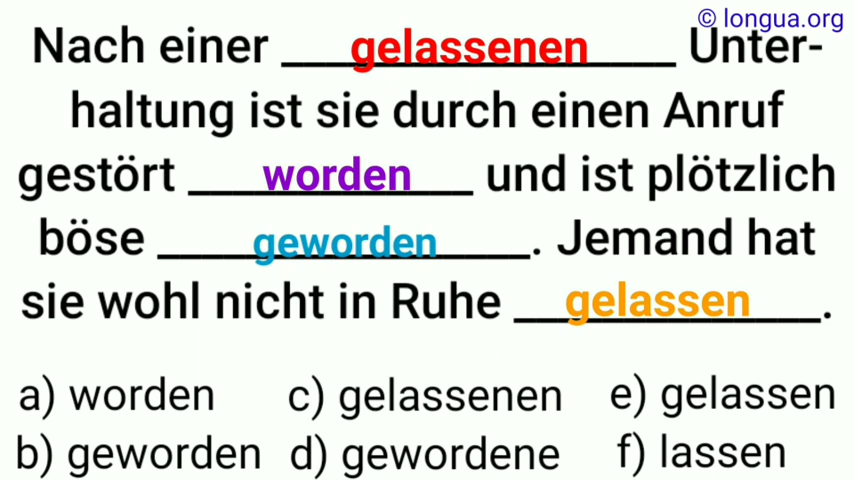 © longua.org
Nach einer gelassenen Unter-
haltung ist sie durch einen Anruf
gestört worden und ist plötzlich
böse geworden. Jemand hat
sie wohl nicht in Ruhe gelassen.
a) worden c) gelassenen e) gelassen
b) geworden d) gewordene f) lassen